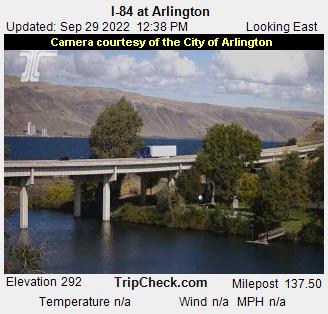 I-84 at Arlington
Updated: Sep 29 2022 12:38 PM Looking East
Camera courtesy of the City of Arlington
Elevation 292 TripCheck.com Milepost 137.50
Temperature n/a Wind n/a MPH n/a